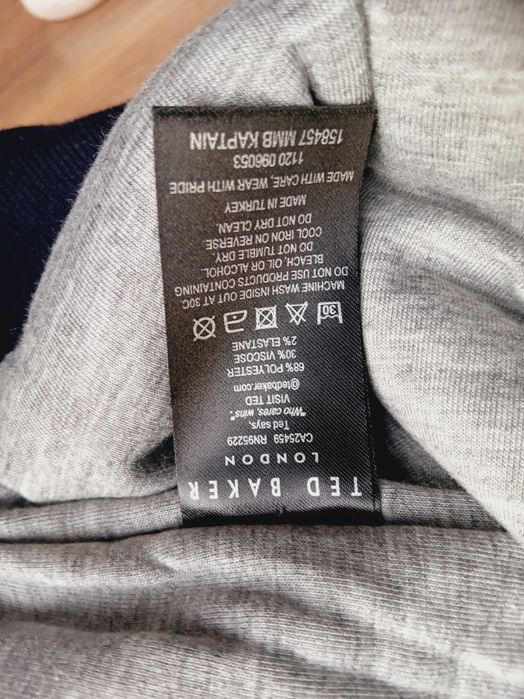 TED BAKER
LONDON
CA25459 RN95229
Ted says,
"Who cares, wins".
VISIT TED
@tedbaker.com
68% POLYESTER
30% VISCOSE
2% ELASTANE
30
MACHINE WASH INSIDE OUT AT 30C.
DO NOT USE PRODUCTS CONTAINING
BLEACH, OIL OR ALCOHOL.
DO NOT TUMBLE DRY.
COOL IRON ON REVERSE.
DO NOT DRY CLEAN.
MADE IN TURKEY
MADE WITH CARE, WEAR WITH PRIDE
1120 096053
158457 MMB KAPTAIN